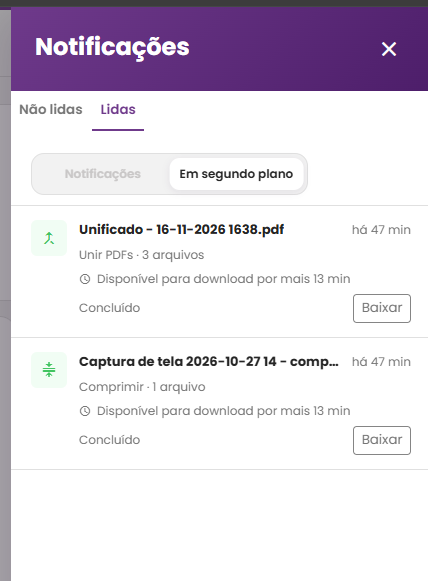 Notificações
Não lidas Lidas
Notificações Em segundo plano
Unificado - 16-11-2026 1638.pdf há 47 min
Unir PDFs · 3 arquivos
Disponível para download por mais 13 min
Concluído Baixar
Captura de tela 2026-10-27 14 - comp... há 47 min
Comprimir · 1 arquivo
Disponível para download por mais 13 min
Concluído Baixar